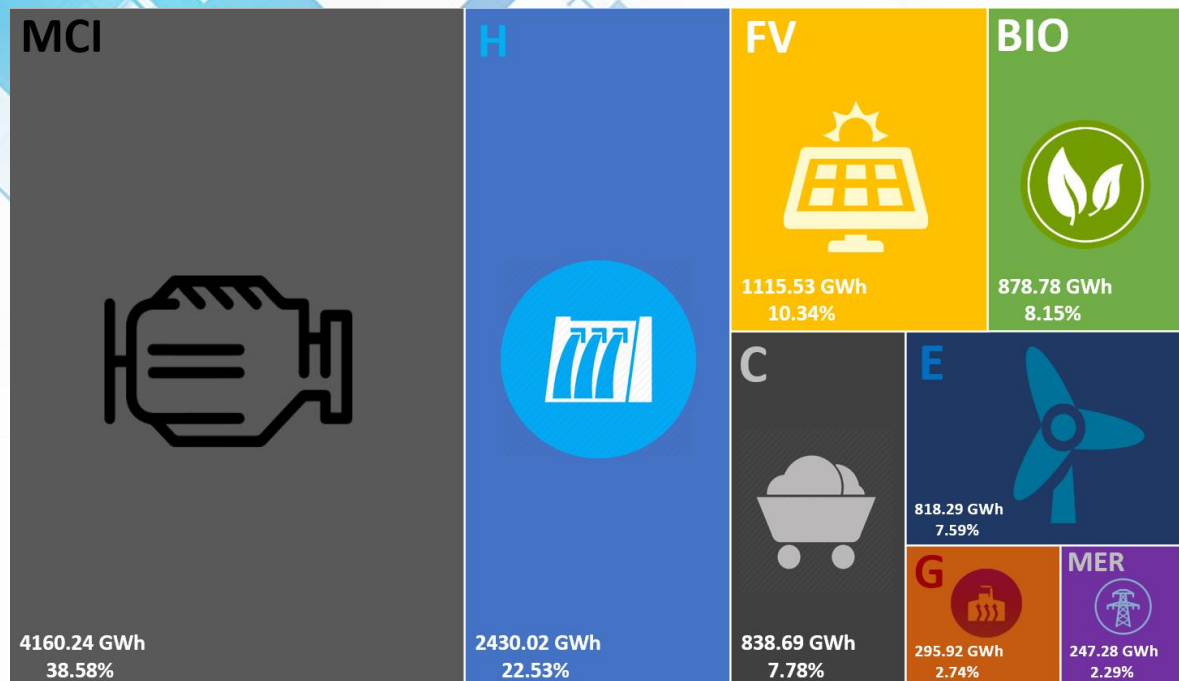 MCI
4160.24 GWh
38.58%
H
2430.02 GWh
22.53%
FV
1115.53 GWh
10.34%
BIO
878.78 GWh
8.15%
C
838.69 GWh
7.78%
E
818.29 GWh
7.59%
G
295.92 GWh
2.74%
MER
247.28 GWh
2.29%